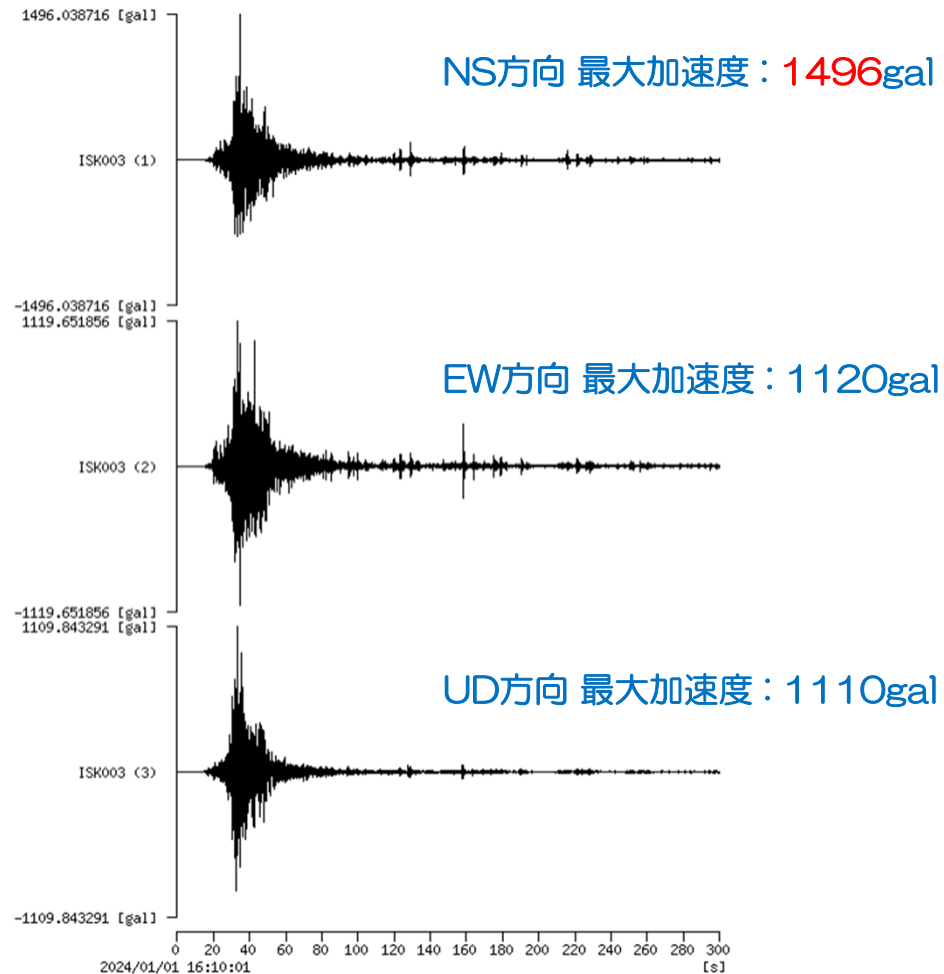 1496.038716 [gal]
NS方向 最大加速度：1496gal
ISK003 (1)
-1496.038716 [gal]
1119.651856 [gal]
EW方向 最大加速度：1120gal
ISK003 (2)
-1119.651856 [gal]
1109.843291 [gal]
UD方向 最大加速度：1110gal
ISK003 (3)
-1109.843291 [gal]
0 20 40 60 80 100 120 140 160 180 200 220 240 260 280 300
2024/01/01 16:10:01 [s]